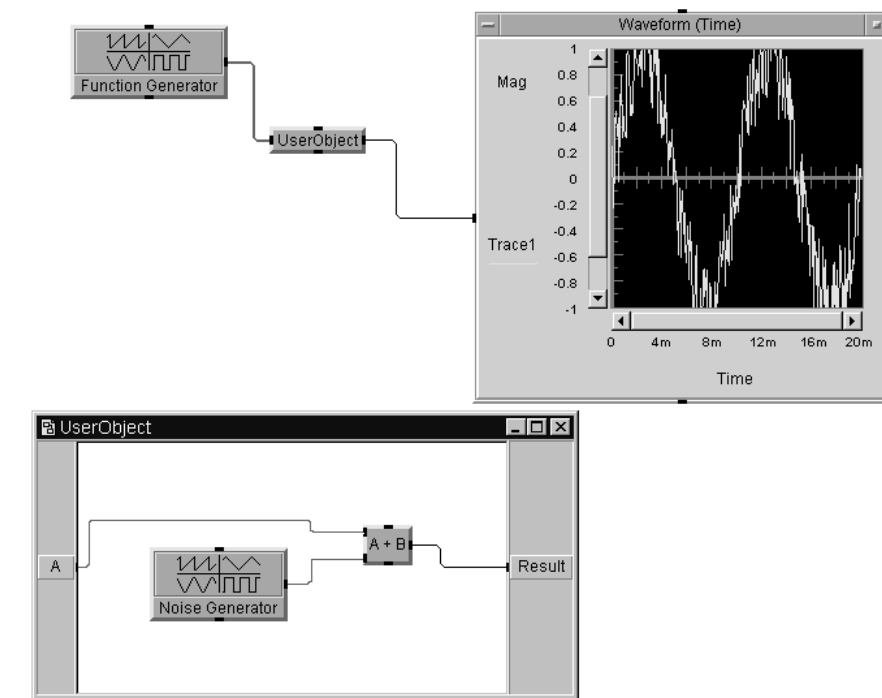 Waveform (Time)
Function Generator
UserObject
Mag
Trace1
1
0.8
0.6
0.4
0.2
0
-0.2
-0.4
-0.6
-0.8
-1
0 4m 8m 12m 16m 20m
Time
UserObject
A
A + B
Noise Generator
Result